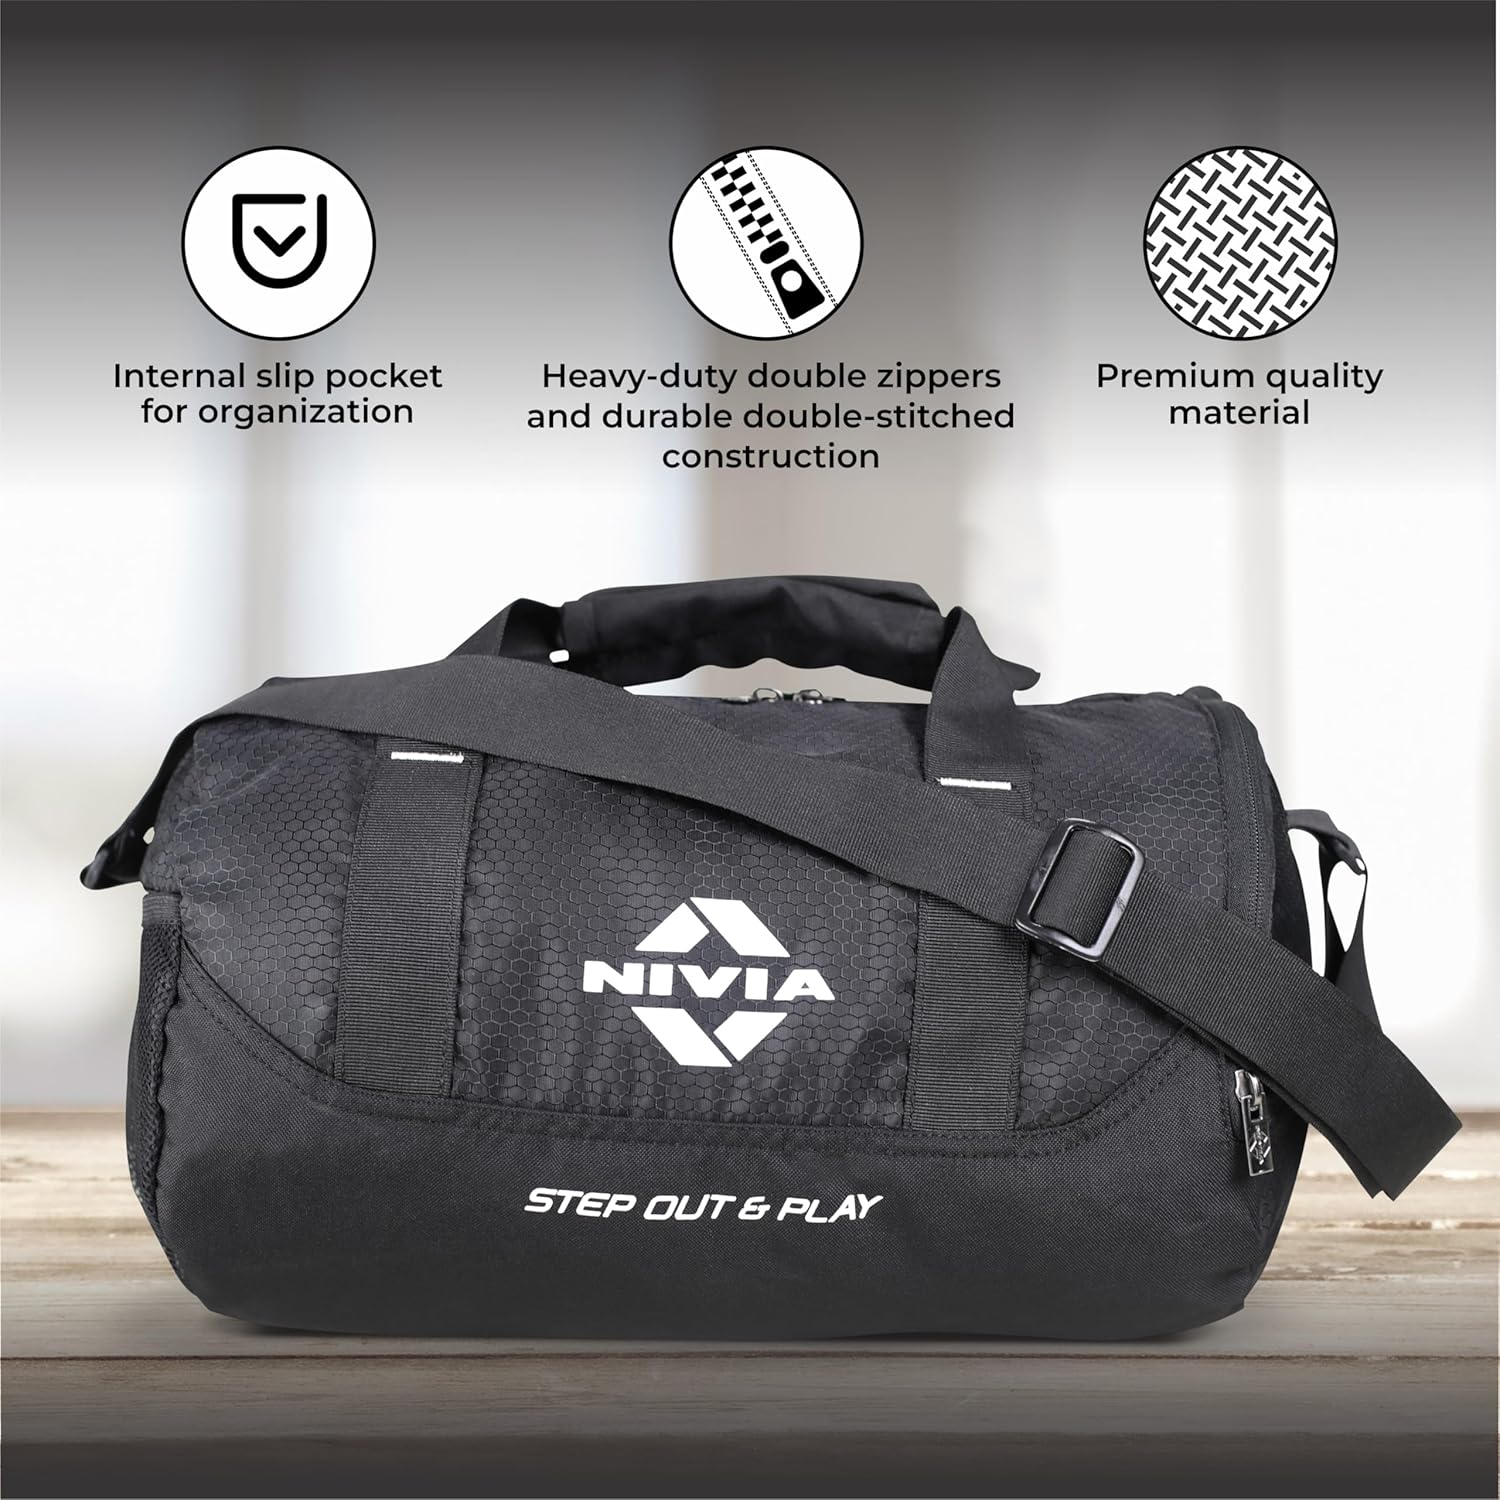 Internal slip pocket
for organization
Heavy-duty double zippers
and durable double-stitched
construction
Premium quality
material
NIVIA
STEP OUT & PLAY